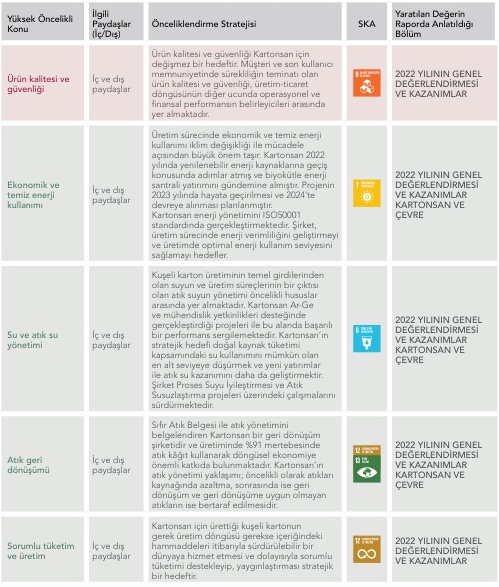 Yüksek Öncelikli
Konu
İlgili
Paydaşlar
(İç/Dış)
Önceliklendirme Stratejisi
SKA
Yaratılan Değerin
Raporda Anlatıldığı
Bölüm
Ürün kalitesi ve
güvenliği
İç ve dış
paydaşlar
Ürün kalitesi ve güvenliği Kartonsan için
değişmez bir hedeftir. Müşteri ve son kullanıcı
memnuniyetinde sürekliliğin teminatı olan
ürün kalitesi ve güvenliği, üretim-ticaret
döngüsünün diğer ucunda operasyonel ve
finansal performansın belirleyicileri arasında
yer almaktadır.
9
2022 YILININ GENEL
DEĞERLENDİRMESİ
VE KAZANIMLAR
Ekonomik ve
temiz enerji
kullanımı
İç ve dış
paydaşlar
Üretim sürecinde ekonomik ve temiz enerji
kullanımı iklim değişikliği ile mücadele
açısından büyük önem taşır. Kartonsan 2022
yılında yenilenebilir enerji kaynaklarına geçiş
konusunda adımlar atmış ve biyokütle enerji
santrali yatırımını gündemine almıştır. Projenin
2023 yılında hayata geçirilmesi ve 2024’te
devreye alınması planlanmıştır.
Kartonsan enerji yönetimini ISO50001
standardında gerçekleştirmektedir. Şirket,
üretim sürecinde enerji verimliliğini geliştirmeyi
ve üretimde optimal enerji kullanım seviyesini
sağlamayı hedefler.
7
2022 YILININ GENEL
DEĞERLENDİRMESİ
VE KAZANIMLAR
KARTONSAN VE
ÇEVRE
Su ve atık su
yönetimi
İç ve dış
paydaşlar
Kuşeli karton üretiminin temel girdilerinden
olan suyun ve üretim süreçlerinin bir çıktısı
olan atık suyun yönetimi öncelikli hususlar
arasında yer almaktadır. Kartonsan Ar-Ge
ve mühendislik yetkinlikleri desteğinde
gerçekleştirdiği projeleri ile bu alanda başarılı
bir performans sergilemektedir. Kartonsan’ın
stratejik hedefi doğal kaynak tüketimi
kapsamındaki su kullanımını mümkün olan
en alt seviyeye düşürmek ve yeni yatırımlar
ile atık su kazanımını daha da geliştirmektir.
Şirket Proses Suyu İyileştirmesi ve Atık
Susuzlaştırma projeleri üzerindeki çalışmalarını
sürdürmektedir.
6
2022 YILININ GENEL
DEĞERLENDİRMESİ
VE KAZANIMLAR
KARTONSAN VE
ÇEVRE
Atık geri
dönüşümü
İç ve dış
paydaşlar
Sıfır Atık Belgesi ile atık yönetimini
belgelendiren Kartonsan bir geri dönüşüm
şirketidir ve üretiminde %91 mertebesinde
atık kâğıt kullanarak döngüsel ekonomiye
önemli katkıda bulunmaktadır. Kartonsan’ın
atık yönetimi yaklaşımı; öncelikli olarak atıkları
kaynağında azaltma, sonrasında ise geri
dönüşüm ve geri dönüşüme uygun olmayan
atıkların ise bertaraf edilmesidir.
12
13
2022 YILININ GENEL
DEĞERLENDİRMESİ
VE KAZANIMLAR
KARTONSAN VE
ÇEVRE
Sorumlu tüketim
ve üretim
İç ve dış
paydaşlar
Kartonsan için ürettiği kuşeli kartonun
gerek üretim döngüsü gerekse içeriğindeki
hammaddeleri itibarıyla sürdürülebilir bir
dünyaya hizmet etmesi ve dolayısıyla sorumlu
tüketimi destekleyip, yaygınlaştırması stratejik
bir hedeftir.
12
2022 YILININ GENEL
DEĞERLENDİRMESİ
VE KAZANIMLAR